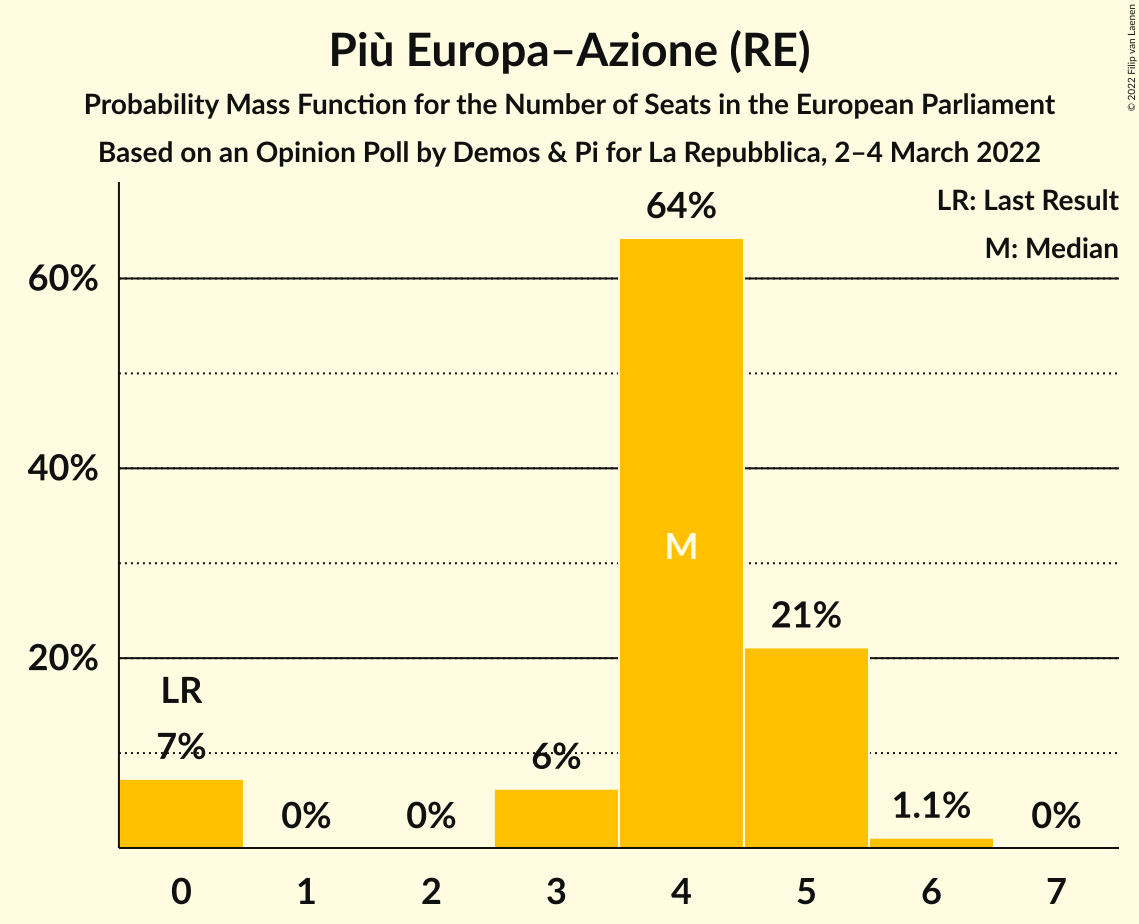 Più Europa–Azione (RE)
Probability Mass Function for the Number of Seats in the European Parliament
Based on an Opinion Poll by Demos & Pi for La Repubblica, 2–4 March 2022
© 2022 Filip van Laenen
LR: Last Result
M: Median
64%
60%
40%
M
21%
20%
LR
7%
0%
0%
6%
1.1%
0%
0 1 2 3 4 5 6 7